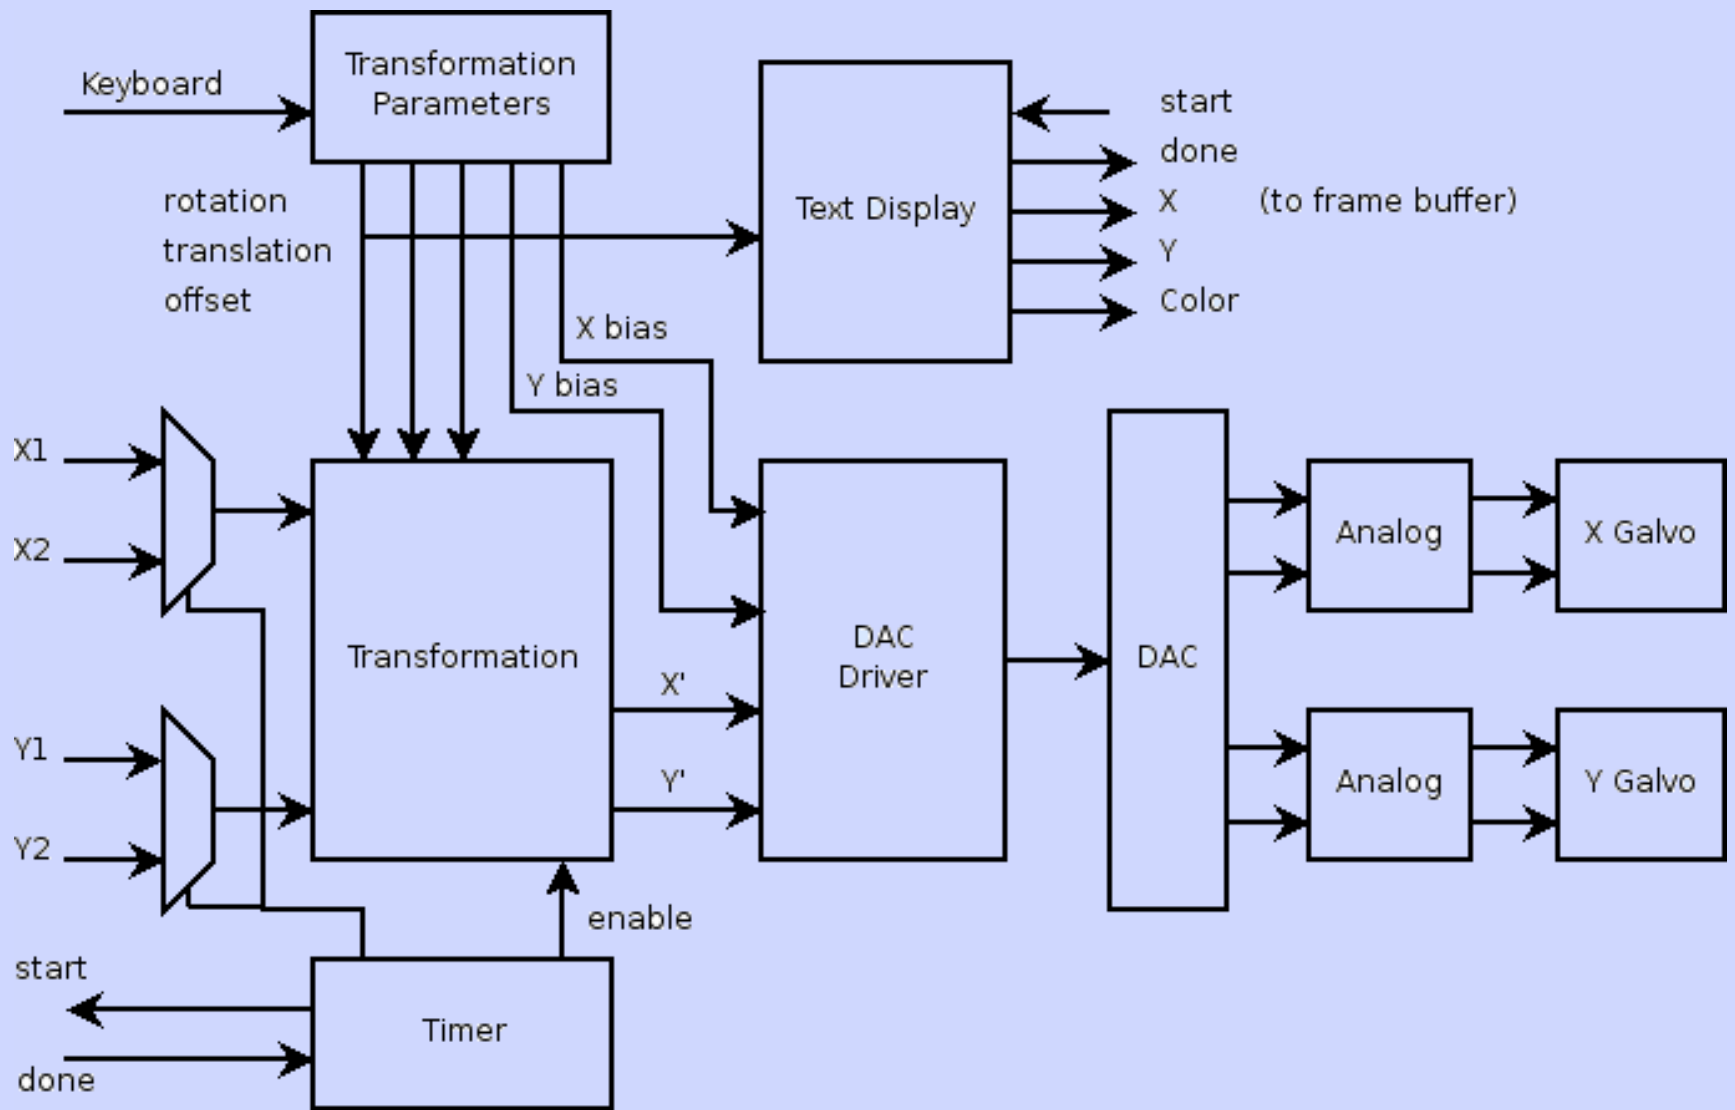 Keyboard
Transformation
Parameters
rotation
translation
offset
X bias
Y bias
Text Display
start
done
X
(to frame buffer)
Y
Color
X1
X2
Y1
Y2
Transformation
X'
Y'
DAC
Driver
DAC
Analog
X Galvo
Analog
Y Galvo
enable
start
done
Timer